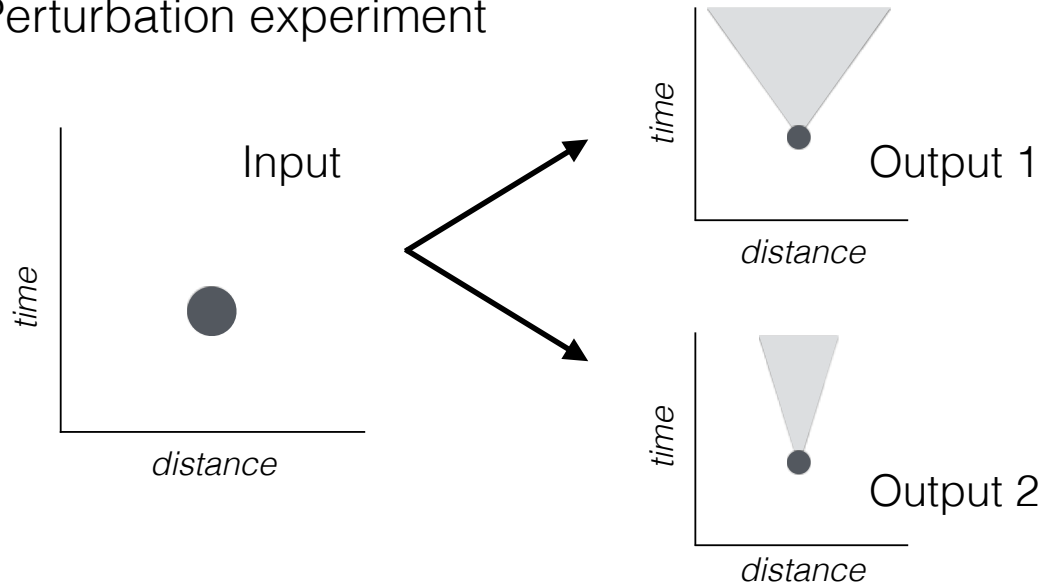 Perturbation experiment
Input
time
distance
time
Output 1
distance
time
Output 2
distance